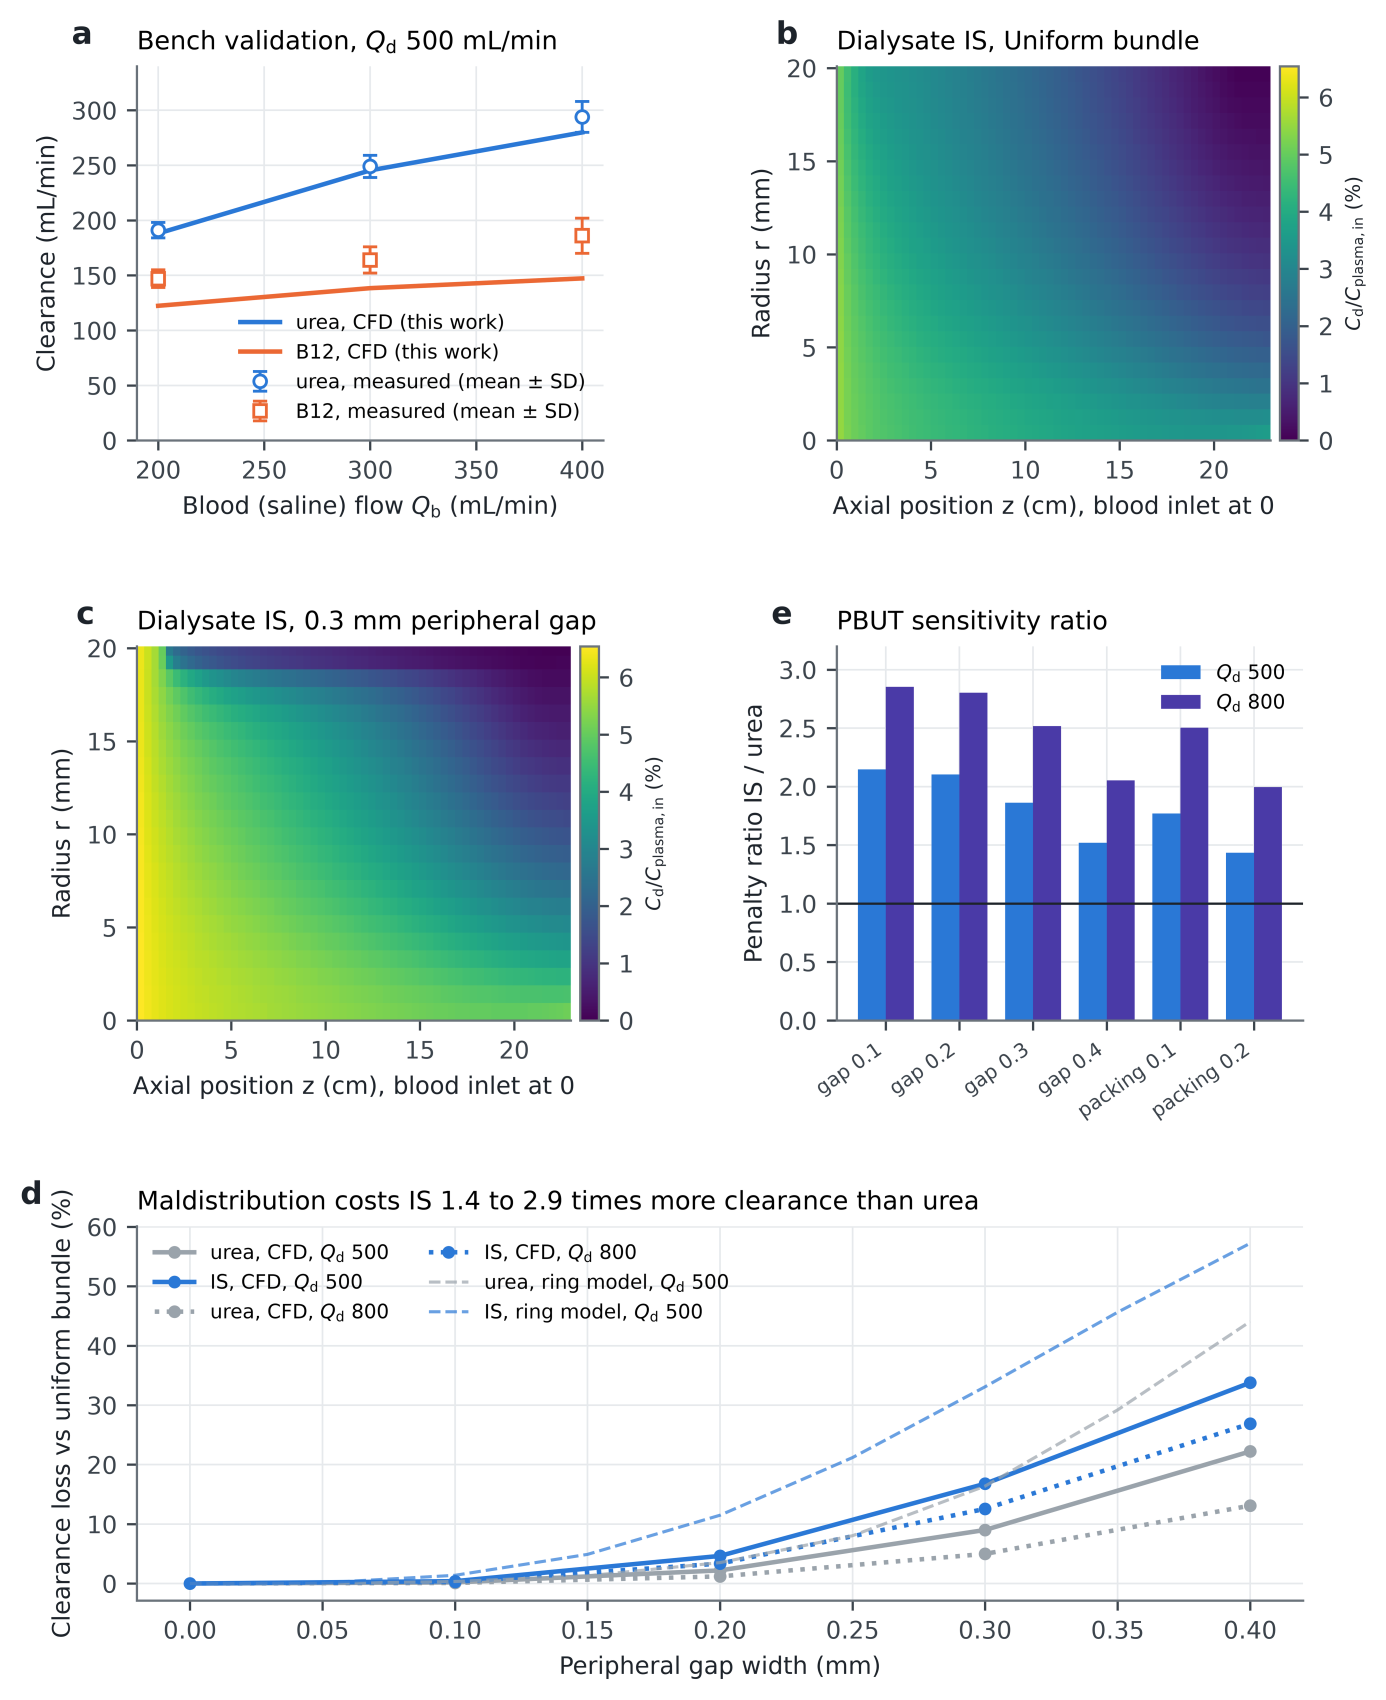 a
Bench validation, Qd 500 mL/min
Clearance (mL/min)
300
250
200
150
100
50
0
200 250 300 350 400
Blood (saline) flow Qb (mL/min)
urea, CFD (this work)
B12, CFD (this work)
urea, measured (mean ± SD)
B12, measured (mean ± SD)
b
Dialysate IS, Uniform bundle
Radius r (mm)
20
15
10
5
0
0 5 10 15 20
Axial position z (cm), blood inlet at 0
6
5
4
3
2
1
0
Cd/Cplasma, in (%)
c
Dialysate IS, 0.3 mm peripheral gap
Radius r (mm)
20
15
10
5
0
0 5 10 15 20
Axial position z (cm), blood inlet at 0
6
5
4
3
2
1
0
Cd/Cplasma, in (%)
e
PBUT sensitivity ratio
Penalty ratio IS / urea
3.0
2.5
2.0
1.5
1.0
0.5
0.0
Qd 500
Qd 800
gap 0.1
gap 0.2
gap 0.3
gap 0.4
packing 0.1
packing 0.2
d
Maldistribution costs IS 1.4 to 2.9 times more clearance than urea
Clearance loss vs uniform bundle (%)
60
50
40
30
20
10
0
urea, CFD, Qd 500
IS, CFD, Qd 500
urea, CFD, Qd 800
IS, CFD, Qd 800
urea, ring model, Qd 500
IS, ring model, Qd 500
0.00 0.05 0.10 0.15 0.20 0.25 0.30 0.35 0.40
Peripheral gap width (mm)